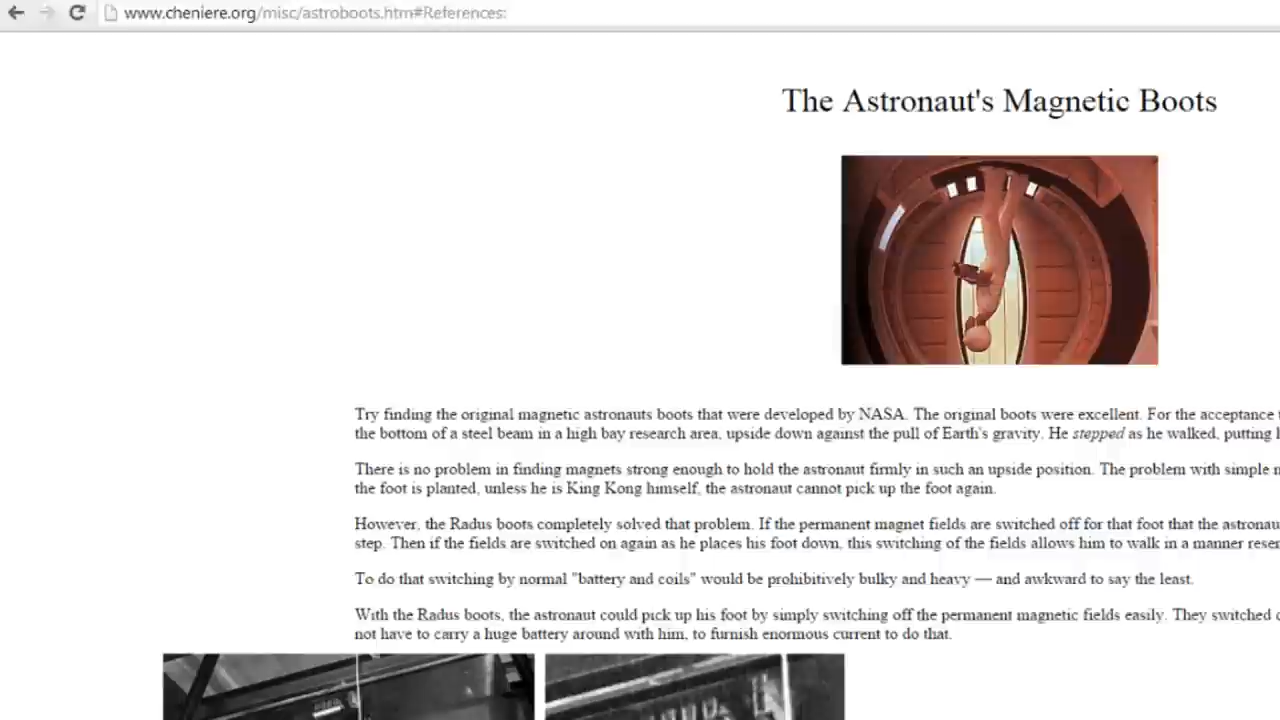 www.cheniere.org/misc/astroboots.htm#References:
The Astronaut's Magnetic Boots
Try finding the original magnetic astronauts boots that were developed by NASA. The original boots were excellent. For the acceptance
the bottom of a steel beam in a high bay research area, upside down against the pull of Earth's gravity. He stepped as he walked, putting
There is no problem in finding magnets strong enough to hold the astronaut firmly in such an upside position. The problem with simple
the foot is planted, unless he is King Kong himself, the astronaut cannot pick up the foot again.
However, the Radus boots completely solved that problem. If the permanent magnet fields are switched off for that foot that the
step. Then if the fields are switched on again as he places his foot down, this switching of the fields allows him to walk in a manner
To do that switching by normal "battery and coils" would be prohibitively bulky and heavy — and awkward to say the least.
With the Radus boots, the astronaut could pick up his foot by simply switching off the permanent magnetic fields easily. They switched
not have to carry a huge battery around with him, to furnish enormous current to do that.